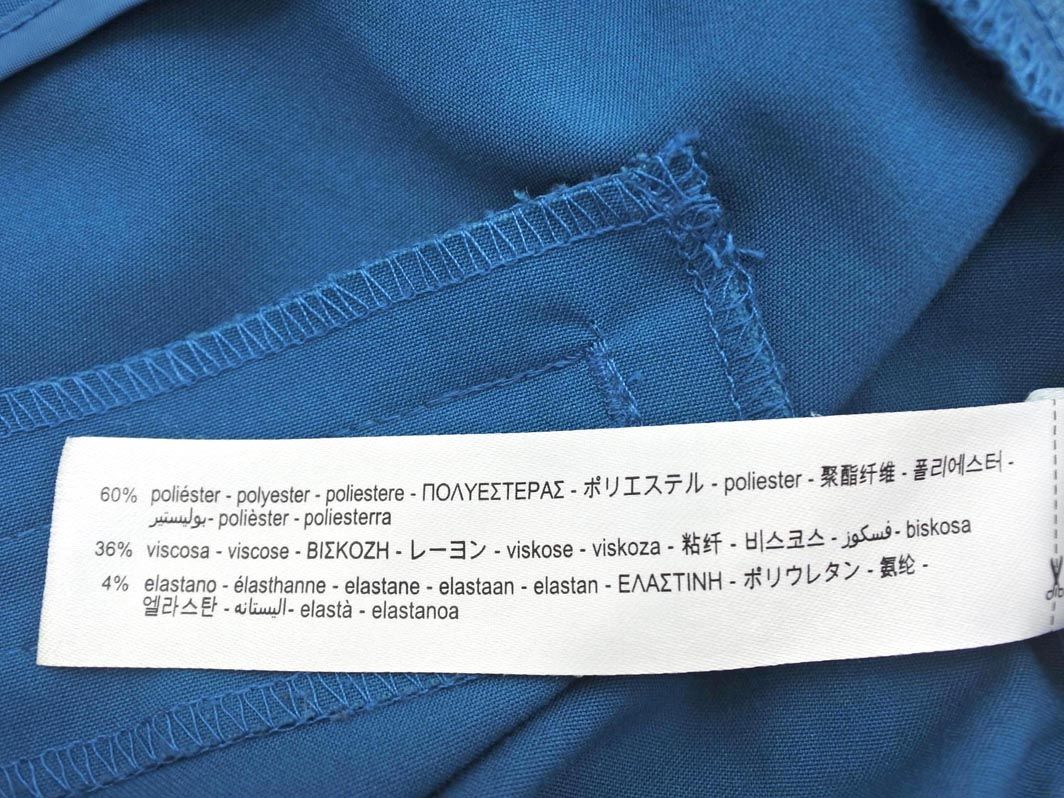 60% poliéster - polyester - poliestere - ΠΟΛΥΕΣΤΕΡΑΣ - ポリエステル - poliester - 聚酯纤维 - 폴리에스터 -
بوليستير - polièster - poliesterra
36% viscosa - viscose - ΒΙΣΚΟΖΗ - レーヨン - viskose - viskoza - 粘纤 - 비스코스 - فسكوز - biskosa
4% elastano - élasthanne - elastane - elastaan - elastan - ΕΛΑΣΤΙΝΗ - ポリウレタン - 氨纶 -
엘라스탄 - اليستانه - elastà - elastanoa